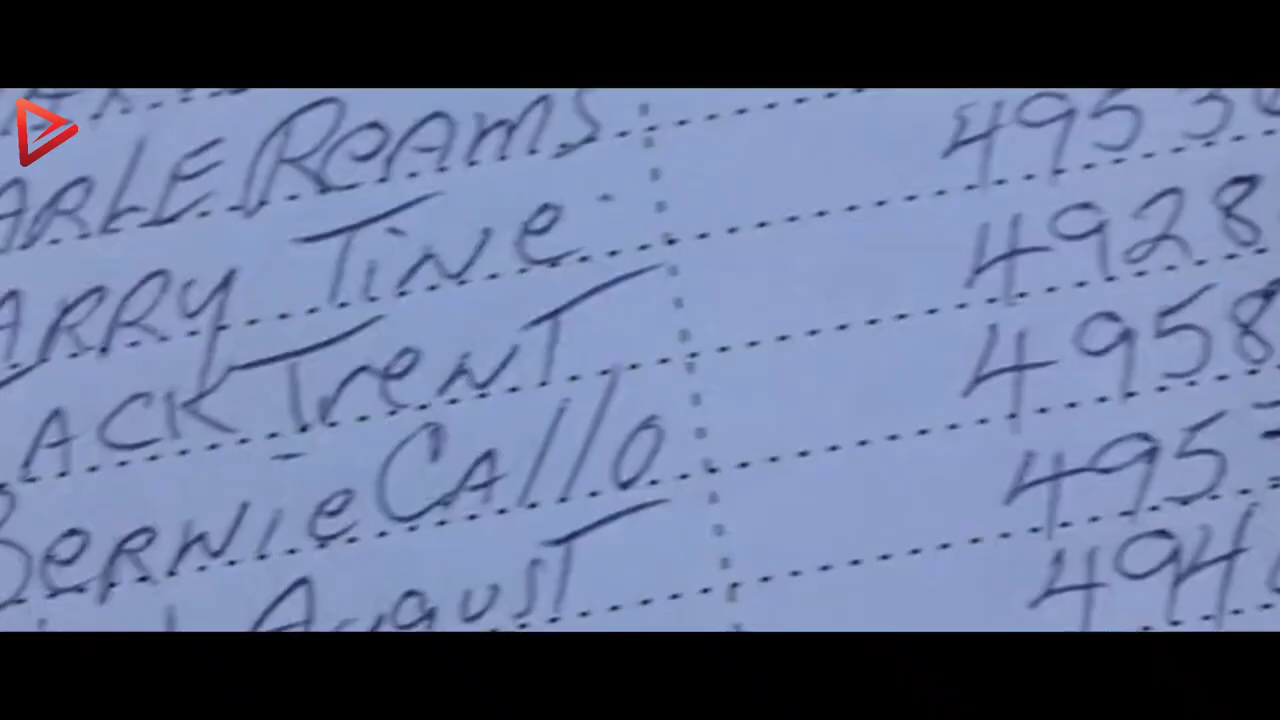 ARLE ReAmS 4953
ARRY TiNe 4928
ACK TreNT 4958
BeRNie CAllo 495
AuguST 494